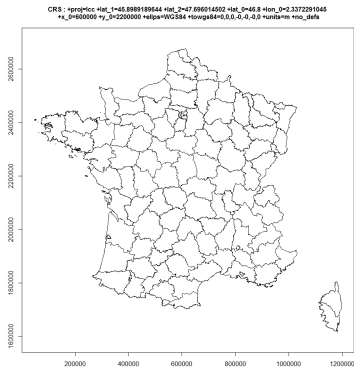 CRS : +proj=lcc +lat_1=45.8989189644 +lat_2=47.696014502 +lat_0=46.8 +lon_0=2.3372291045
+x_0=600000 +y_0=2200000 +ellps=WGS84 +towgs84=0,0,0,-0,-0,-0,0 +units=m +no_defs
2600000
2400000
2200000
2000000
1800000
1600000
200000 400000 600000 800000 1000000 1200000